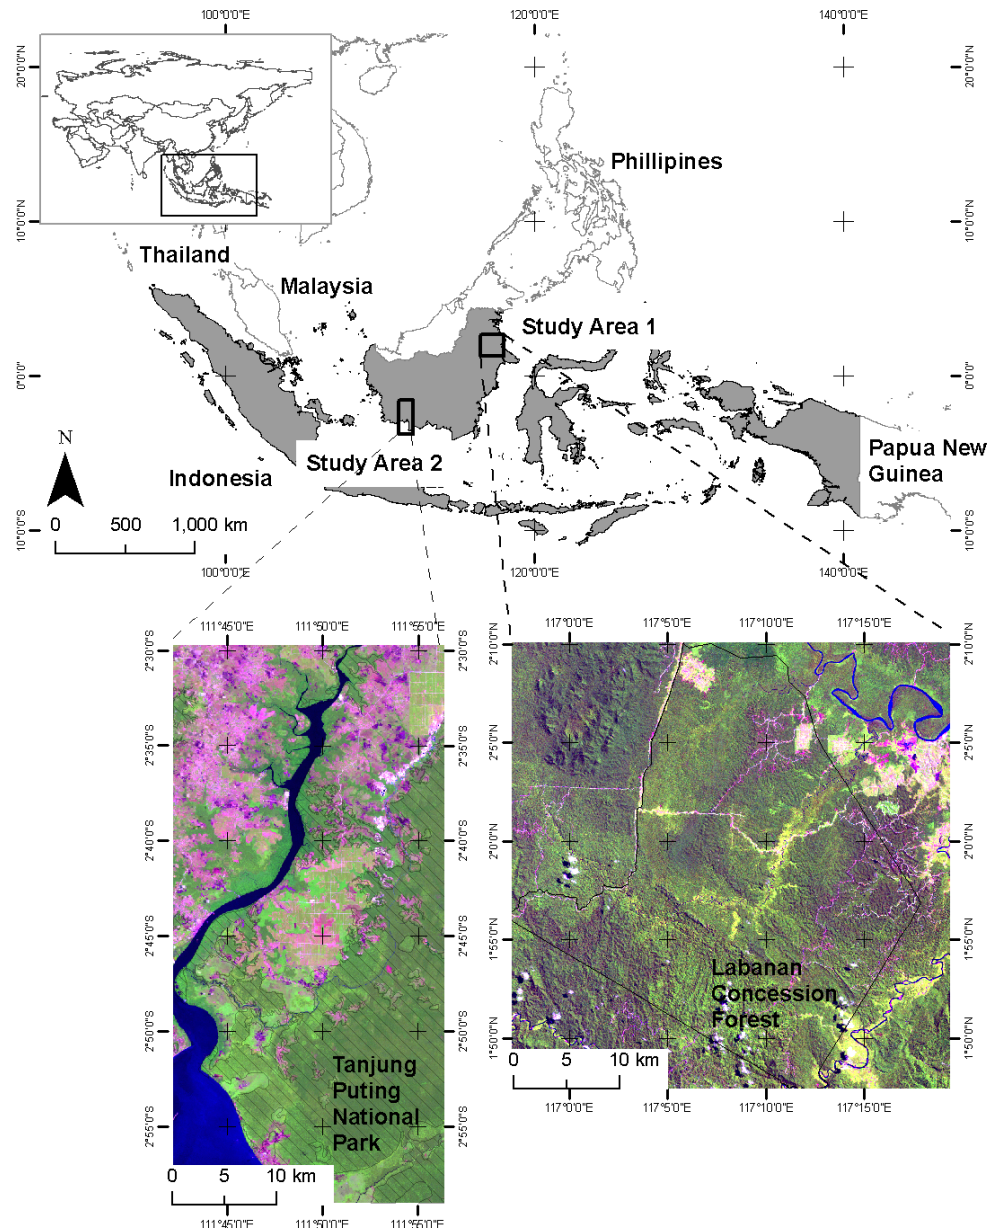 100°0'0"E 120°0'0"E 140°0'0"E
20°0'0"N 20°0'0"N
Phillipines
10°0'0"N 10°0'0"N
Thailand
Malaysia
Study Area 1
0°0'0" 0°0'0"
N
Study Area 2
Indonesia
Papua New
Guinea
0 500 1,000 km
10°0'0"S 10°0'0"S
100°0'0"E 120°0'0"E 140°0'0"E
111°45'0"E 111°50'0"E 111°55'0"E
2°30'0"S 2°30'0"S
2°35'0"S 2°35'0"S
2°40'0"S 2°40'0"S
2°45'0"S 2°45'0"S
2°50'0"S 2°50'0"S
2°55'0"S 2°55'0"S
Tanjung
Puting
National
Park
0 5 10 km
111°45'0"E 111°50'0"E 111°55'0"E
117°0'0"E 117°5'0"E 117°10'0"E 117°15'0"E
2°10'0"N 2°10'0"N
2°5'0"N 2°5'0"N
2°0'0"N 2°0'0"N
1°55'0"N 1°55'0"N
1°50'0"N 1°50'0"N
Labanan
Concession
Forest
0 5 10 km
117°0'0"E 117°5'0"E 117°10'0"E 117°15'0"E